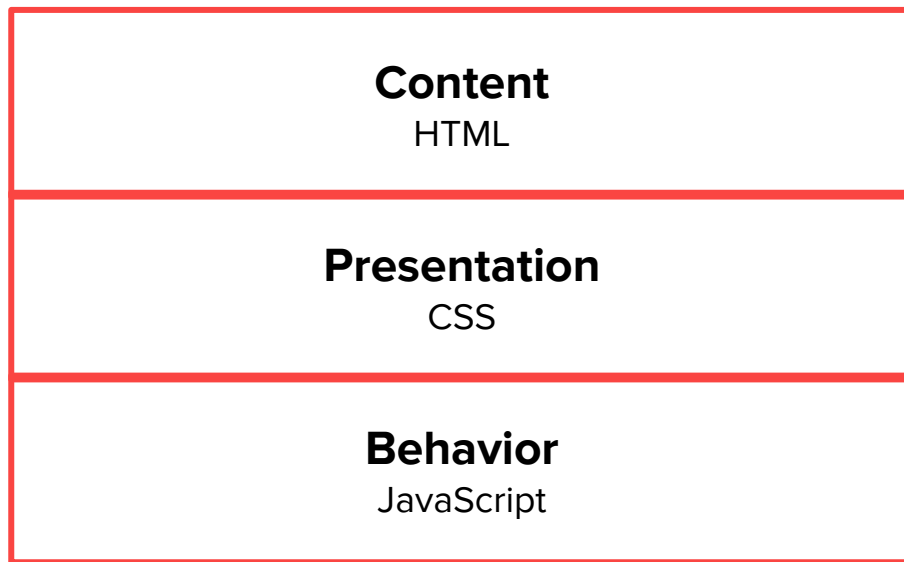 Content
HTML
Presentation
CSS
Behavior
JavaScript